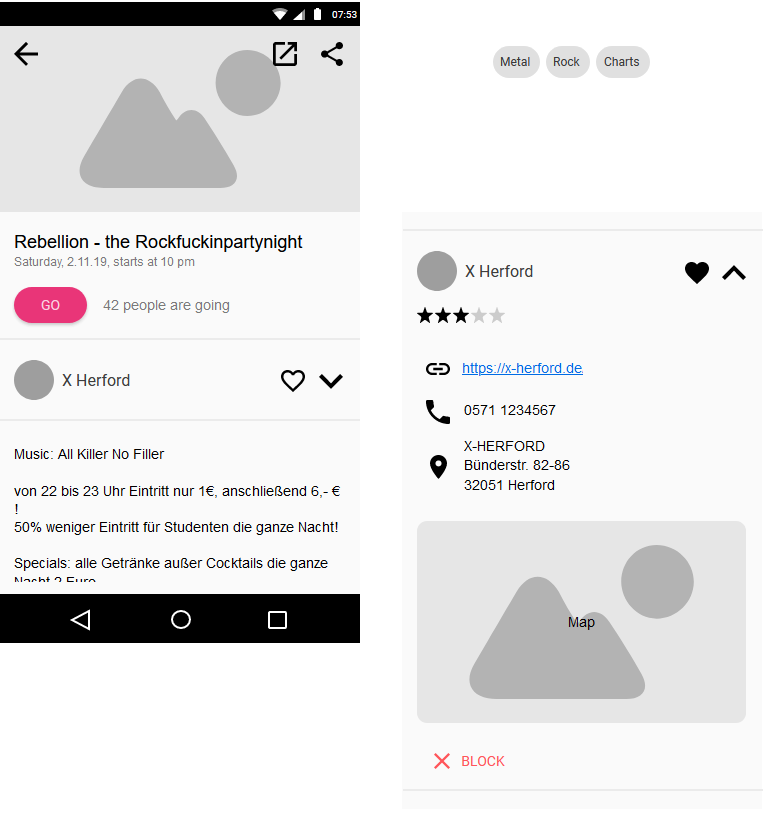 07:53
Rebellion - the Rockfuckinpartynight
Saturday, 2.11.19, starts at 10 pm
GO
42 people are going
X Herford
Music: All Killer No Filler
von 22 bis 23 Uhr Eintritt nur 1€, anschließend 6,- €
!
50% weniger Eintritt für Studenten die ganze Nacht!
Specials: alle Getränke außer Cocktails die ganze
Nacht 2 Euro
Metal
Rock
Charts
X Herford
https://x-herford.de
0571 1234567
X-HERFORD
Bünderstr. 82-86
32051 Herford
Map
BLOCK